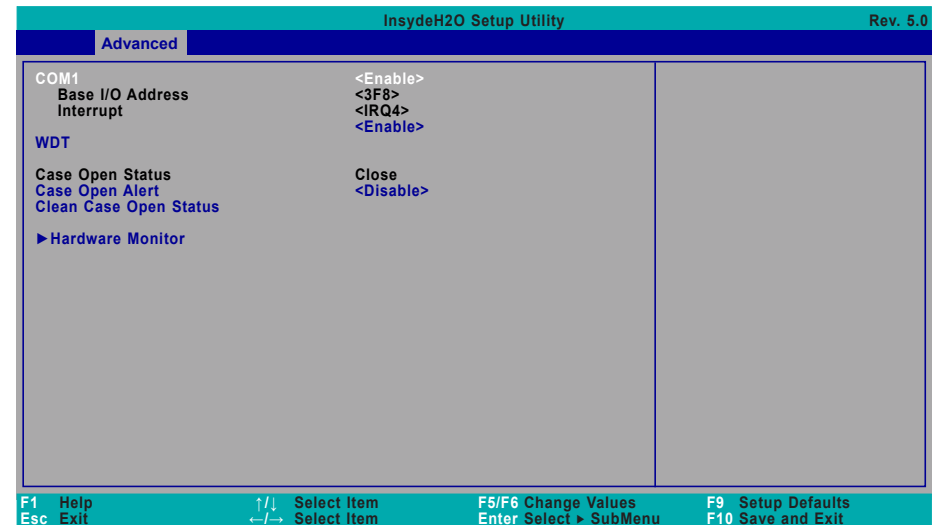 InsydeH2O Setup Utility Rev. 5.0
Advanced
COM1 <Enable>
Base I/O Address <3F8>
Interrupt <IRQ4>
<Enable>
WDT
Case Open Status Close
Case Open Alert <Disable>
Clean Case Open Status
►Hardware Monitor
F1 Help ↑/↓ Select Item F5/F6 Change Values F9 Setup Defaults
Esc Exit ←/→ Select Item Enter Select ► SubMenu F10 Save and Exit